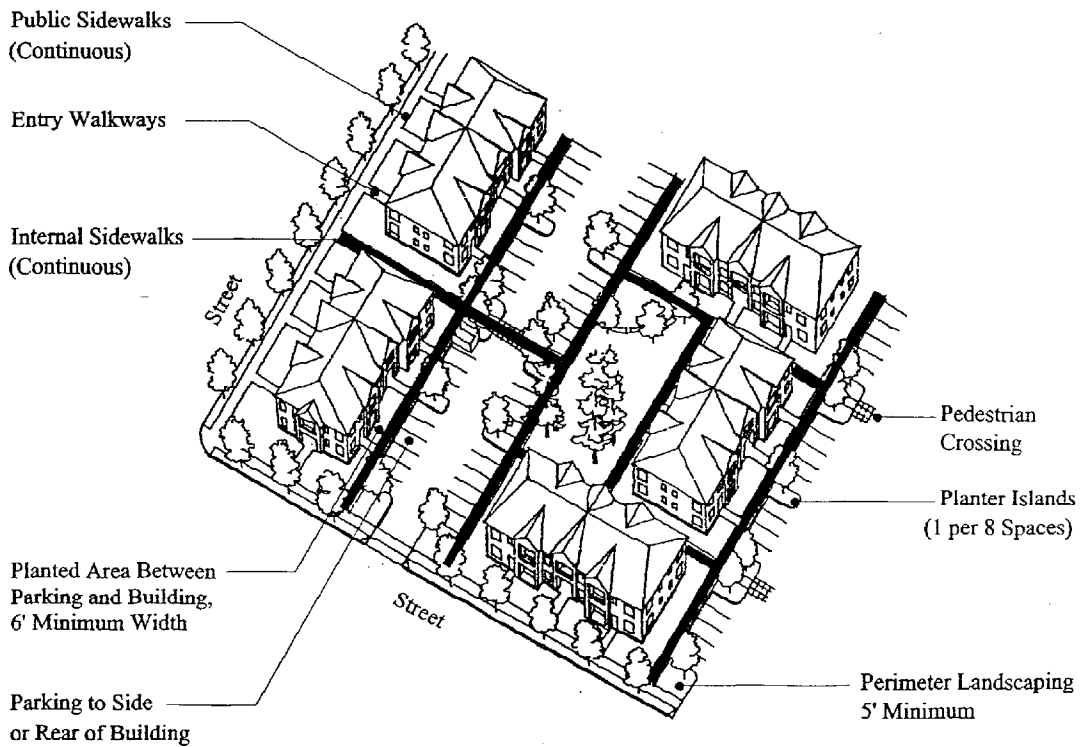 Public Sidewalks
(Continuous)
Entry Walkways
Internal Sidewalks
(Continuous)
Street
Pedestrian
Crossing
Planter Islands
(1 per 8 Spaces)
Planted Area Between
Parking and Building,
6' Minimum Width
Street
Parking to Side
or Rear of Building
Perimeter Landscaping
5' Minimum